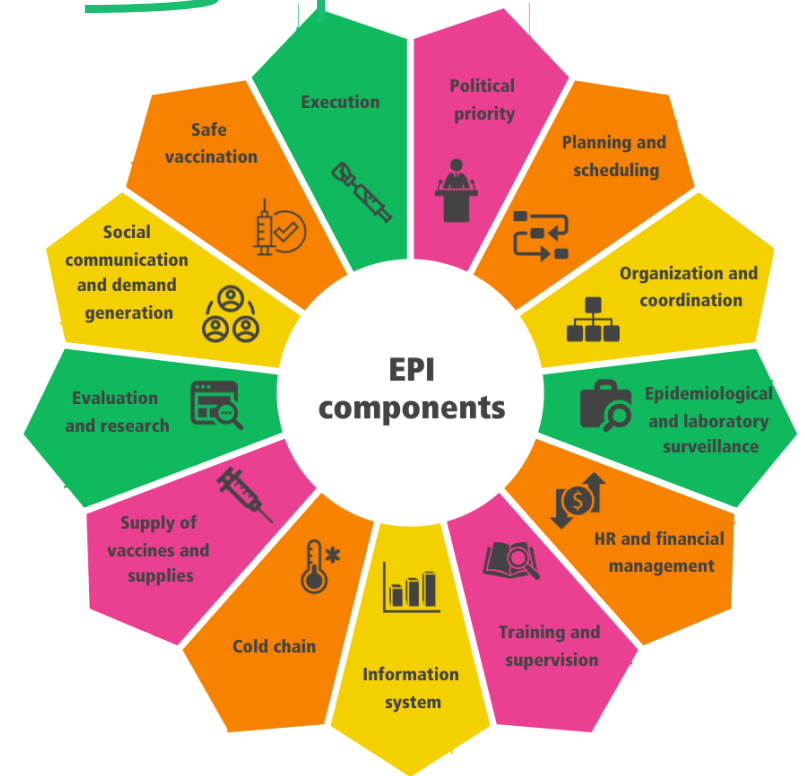 EPI
components
Political
priority
Planning and
scheduling
Organization and
coordination
Epidemiological
and laboratory
surveillance
HR and financial
management
Training and
supervision
Information
system
Cold chain
Supply of
vaccines and
supplies
Evaluation
and research
Social
communication
and demand
generation
Safe
vaccination
Execution